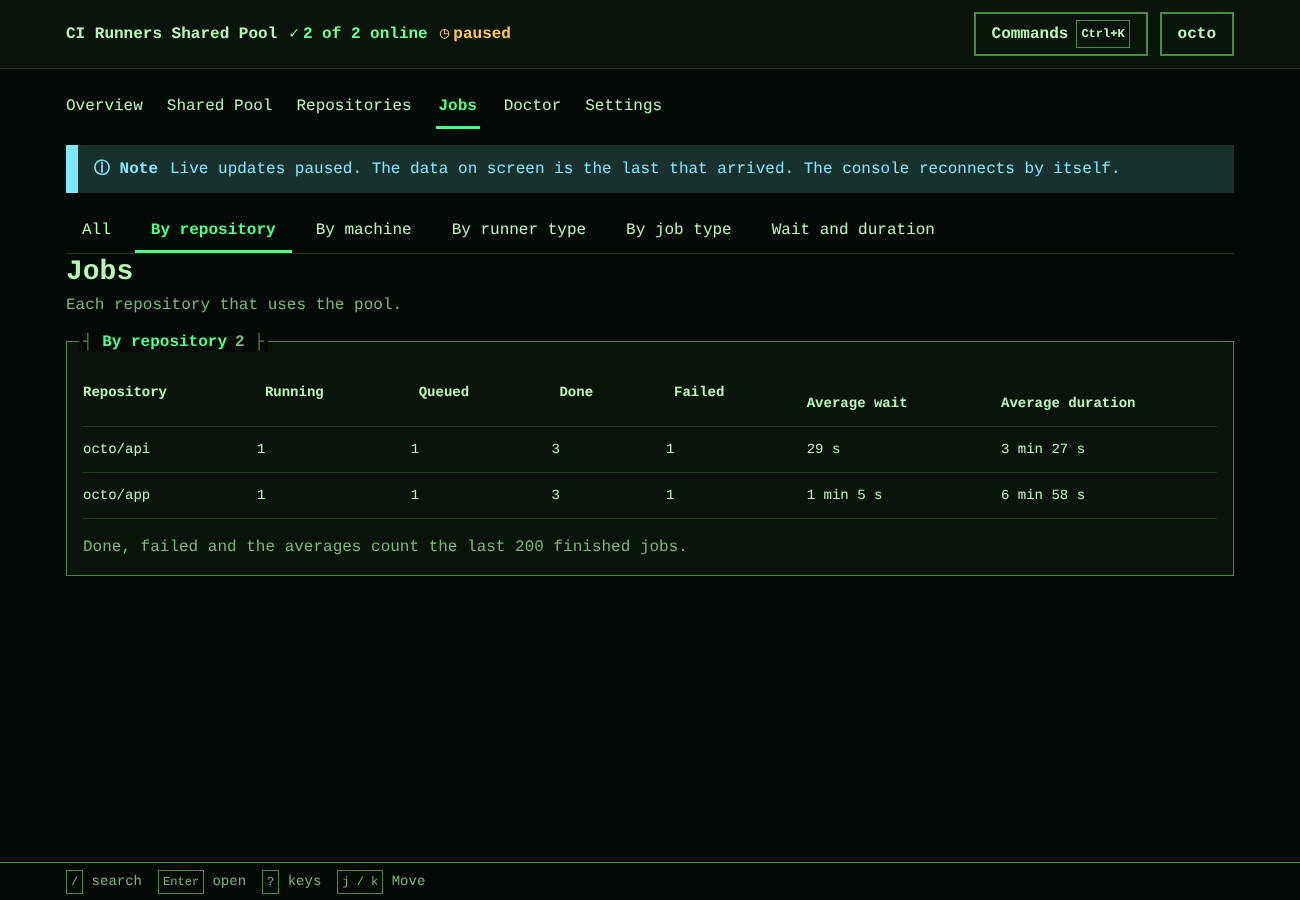 CI Runners Shared Pool ✓ 2 of 2 online ◷ paused Commands Ctrl+K octo
Overview Shared Pool Repositories Jobs Doctor Settings
ⓘ Note Live updates paused. The data on screen is the last that arrived. The console reconnects by itself.
All By repository By machine By runner type By job type Wait and duration
Jobs
Each repository that uses the pool.
┤ By repository 2 ├
Repository Running Queued Done Failed Average wait Average duration
octo/api 1 1 3 1 29 s 3 min 27 s
octo/app 1 1 3 1 1 min 5 s 6 min 58 s
Done, failed and the averages count the last 200 finished jobs.
/ search Enter open ? keys j / k Move